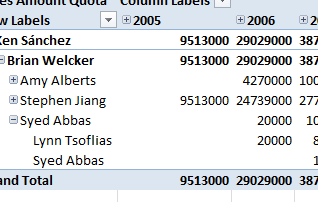 es Amount Quota Column Labels
w Labels 2005 2006 20
Ken Sánchez 9513000 29029000 387
Brian Welcker 9513000 29029000 387
Amy Alberts 4270000 100
Stephen Jiang 9513000 24739000 277
Syed Abbas 20000 10
Lynn Tsoflias 20000 8
Syed Abbas 1
and Total 9513000 29029000 387